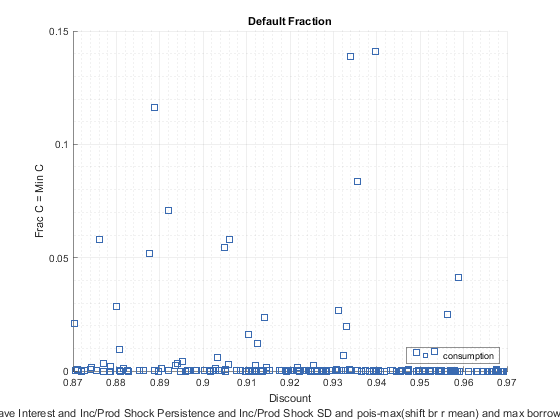 Default Fraction
0.15
0.1
0.05
0
Frac C = Min C
consumption
0.87 0.88 0.89 0.9 0.91 0.92 0.93 0.94 0.95 0.96 0.97
Discount
ave Interest and Inc/Prod Shock Persistence and Inc/Prod Shock SD and pois-max(shift br r mean) and max borrow